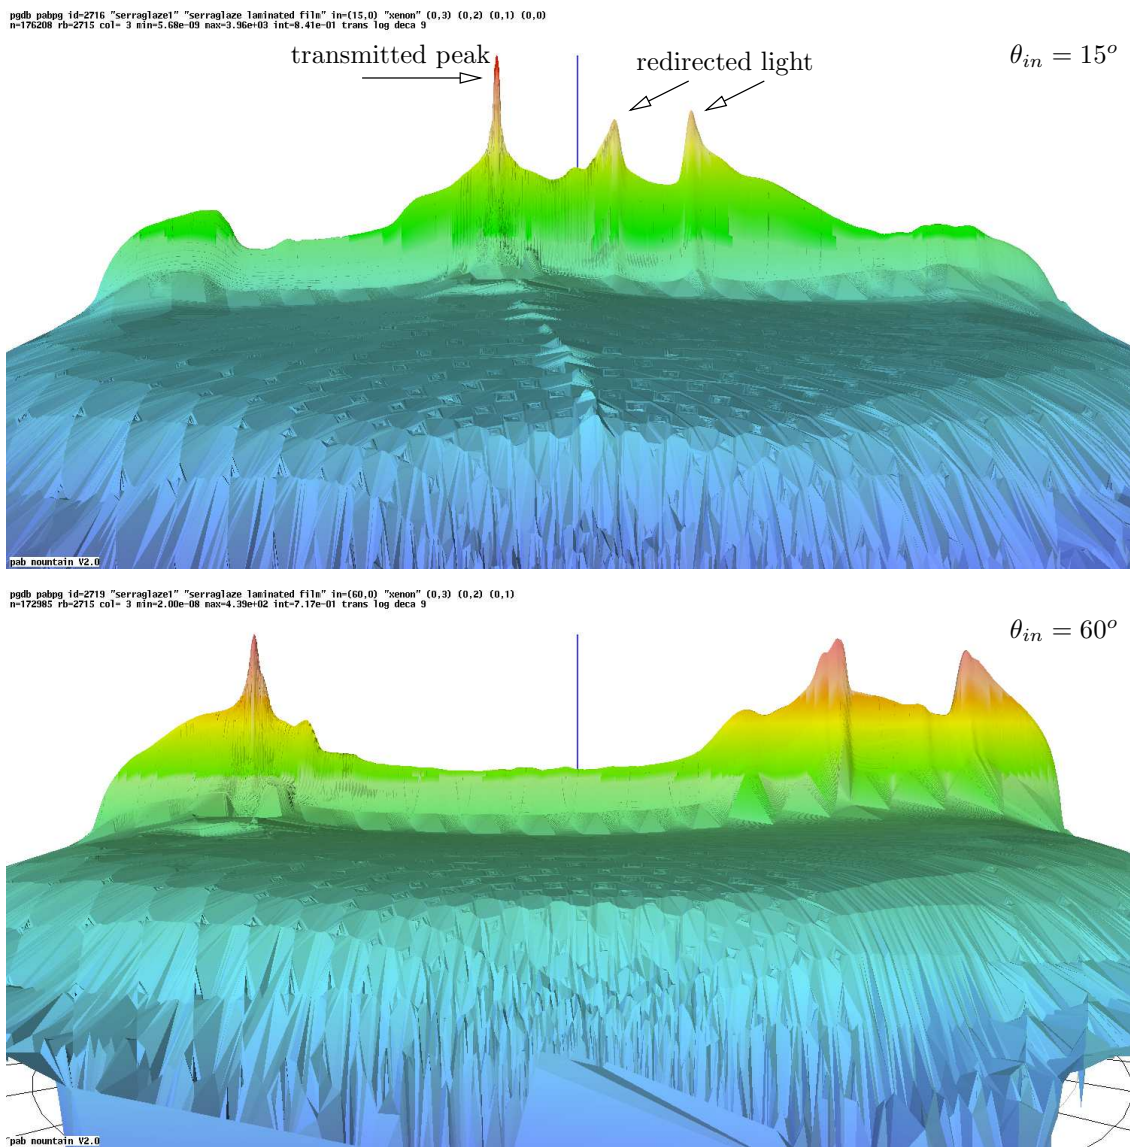 pgdb pabpg id=2716 "serraglaze1" "serraglaze laminated film" in=(15,0) "xenon" (0,3) (0,2) (0,1) (0,0)
n=176208 rb=2715 col= 3 min=5.68e-09 max=3.96e+03 int=8.41e-01 trans log deca 9
transmitted peak
redirected light
θin = 15o
pab mountain V2.0
pgdb pabpg id=2719 "serraglaze1" "serraglaze laminated film" in=(60,0) "xenon" (0,3) (0,2) (0,1)
n=172985 rb=2715 col= 3 min=2.00e-08 max=4.39e+02 int=7.17e-01 trans log deca 9
θin = 60o
pab mountain V2.0